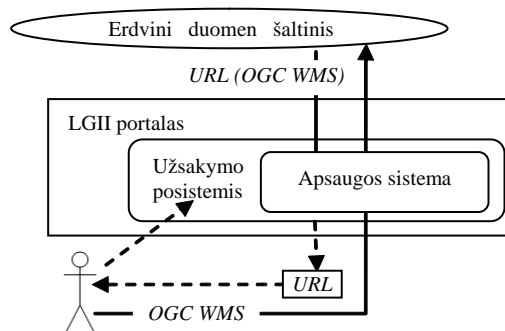 Erdvini duomen šaltinis
URL (OGC WMS)
LGII portalas
Užsakymo
posistemis
Apsaugos sistema
URL
OGC WMS